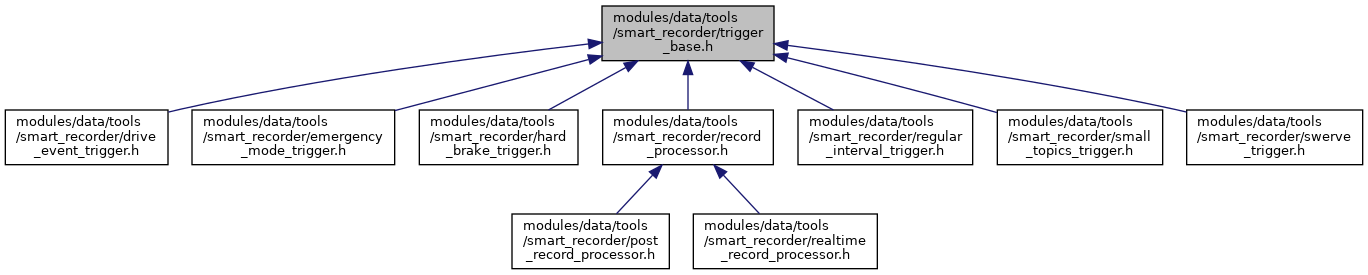 modules/data/tools
/smart_recorder/trigger
_base.h
modules/data/tools
/smart_recorder/drive
_event_trigger.h
modules/data/tools
/smart_recorder/emergency
_mode_trigger.h
modules/data/tools
/smart_recorder/hard
_brake_trigger.h
modules/data/tools
/smart_recorder/record
_processor.h
modules/data/tools
/smart_recorder/regular
_interval_trigger.h
modules/data/tools
/smart_recorder/small
_topics_trigger.h
modules/data/tools
/smart_recorder/swerve
_trigger.h
modules/data/tools
/smart_recorder/post
_record_processor.h
modules/data/tools
/smart_recorder/realtime
_record_processor.h